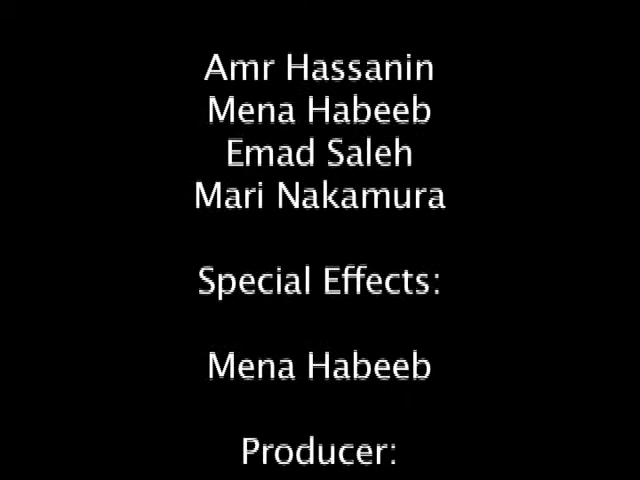 Amr Hassanin
Mena Habeeb
Emad Saleh
Mari Nakamura
Special Effects:
Mena Habeeb
Producer: